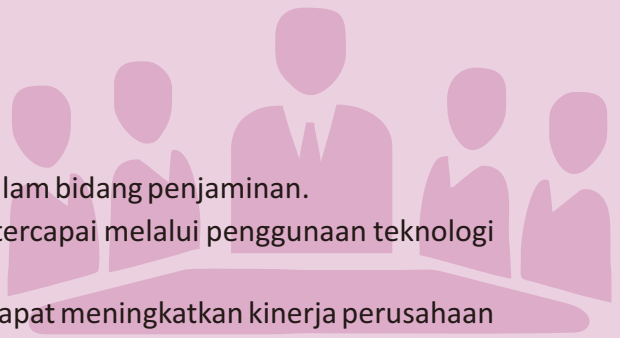 lam bidang penjaminan.
tercapai melalui penggunaan teknologi
apat meningkatkan kinerja perusahaan